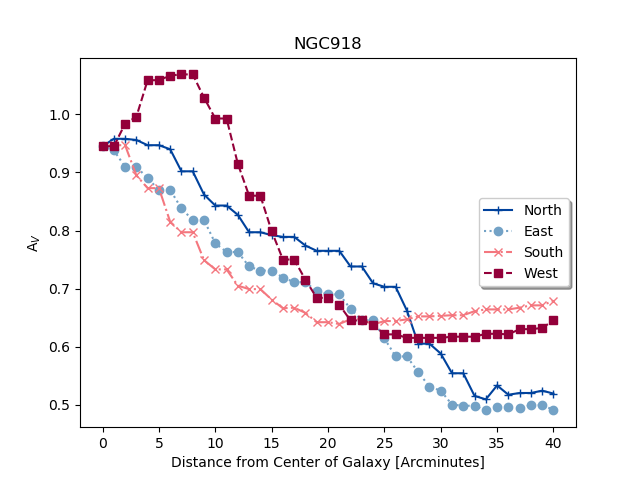 NGC918
1.0
0.9
0.8
0.7
0.6
0.5
A_V
North
East
South
West
0 5 10 15 20 25 30 35 40
Distance from Center of Galaxy [Arcminutes]